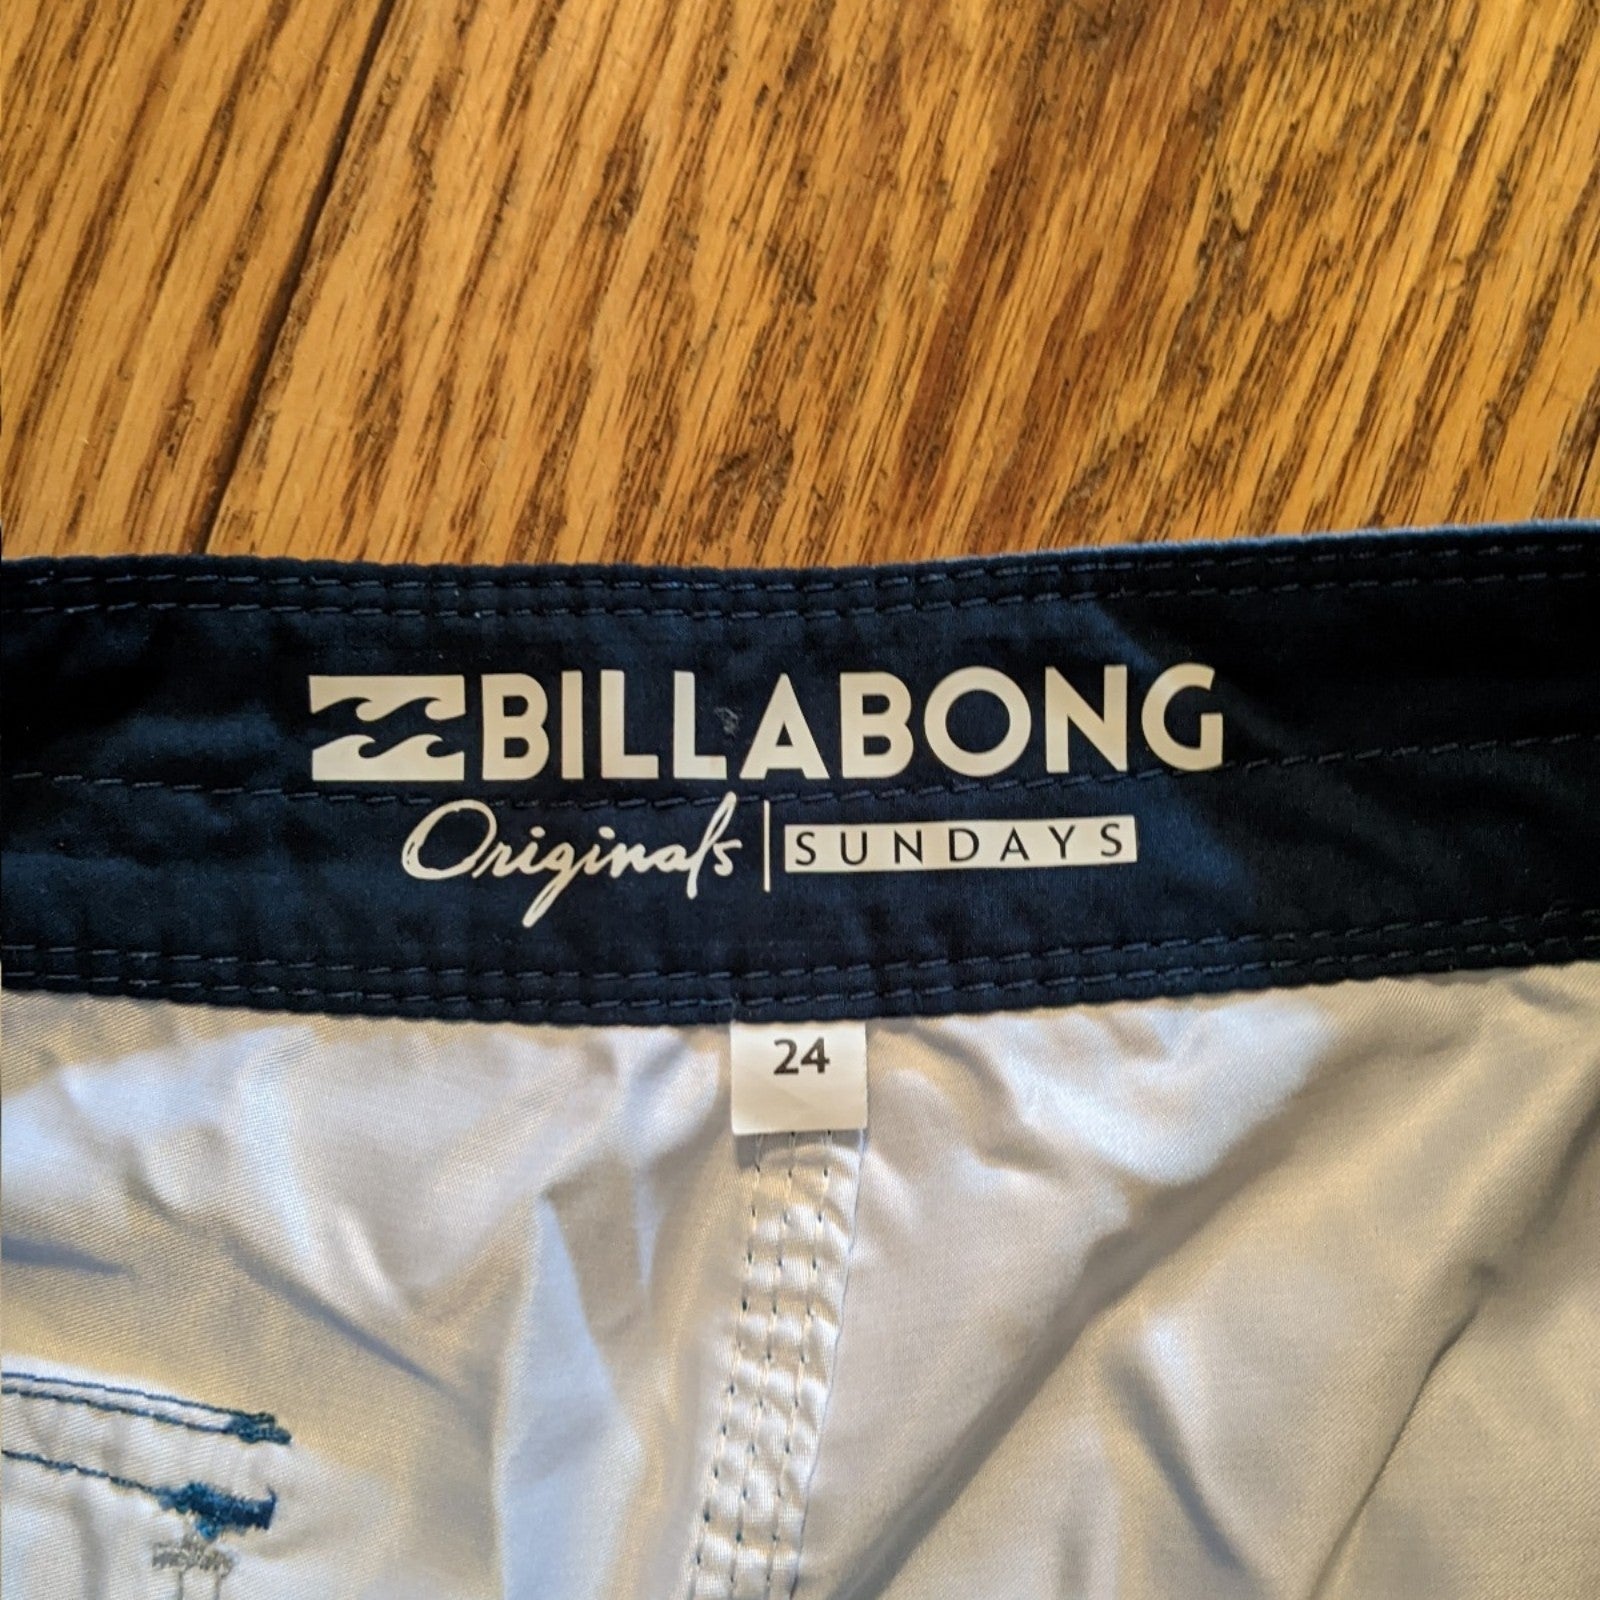 BILLABONG
Originals | SUNDAYS
24